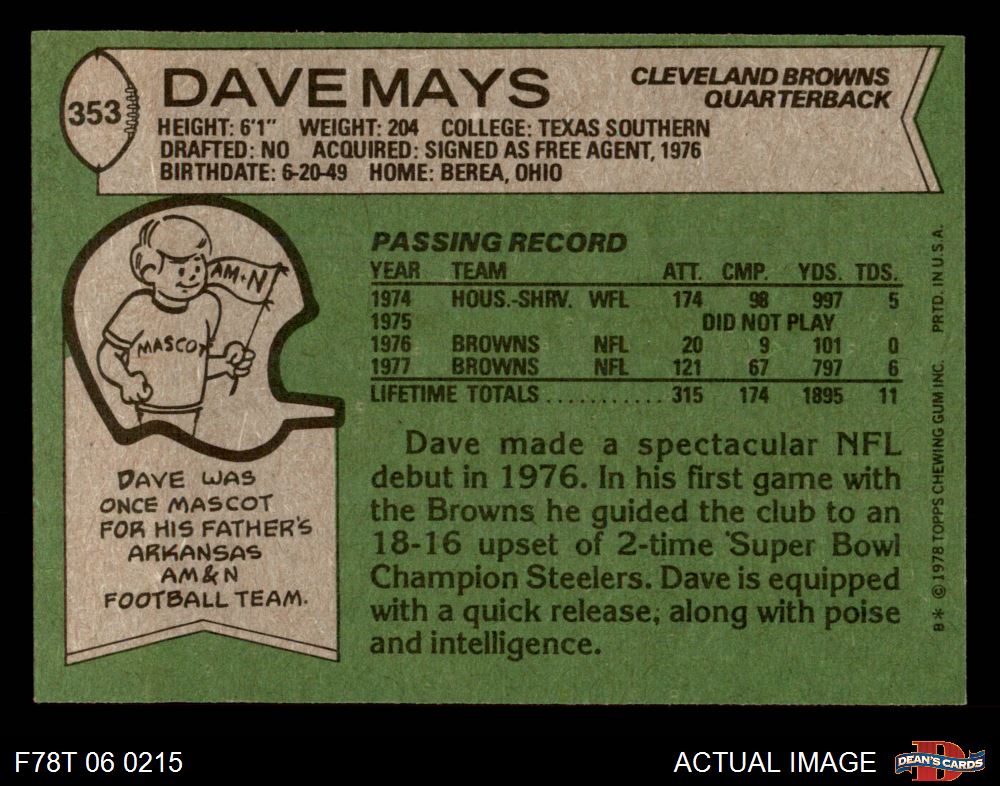 353
DAVE MAYS
CLEVELAND BROWNS
QUARTERBACK
HEIGHT: 6'1" WEIGHT: 204 COLLEGE: TEXAS SOUTHERN
DRAFTED: NO ACQUIRED: SIGNED AS FREE AGENT, 1976
BIRTHDATE: 6-20-49 HOME: BEREA, OHIO
AM+N
MASCOT
DAVE WAS
ONCE MASCOT
FOR HIS FATHER'S
ARKANSAS
AM&N
FOOTBALL TEAM.
PASSING RECORD
YEAR TEAM ATT. CMP. YDS. TDS.
1974 HOUS.-SHRV. WFL 174 98 997 5
1975 DID NOT PLAY
1976 BROWNS NFL 20 9 101 0
1977 BROWNS NFL 121 67 797 6
LIFETIME TOTALS ........... 315 174 1895 11
Dave made a spectacular NFL
debut in 1976. In his first game with
the Browns he guided the club to an
18-16 upset of 2-time Super Bowl
Champion Steelers. Dave is equipped
with a quick release, along with poise
and intelligence.
B* ©1978 TOPPS CHEWING GUM INC. PRTD. IN U.S.A.
F78T 06 0215
ACTUAL IMAGE
D
DEAN'S CARDS